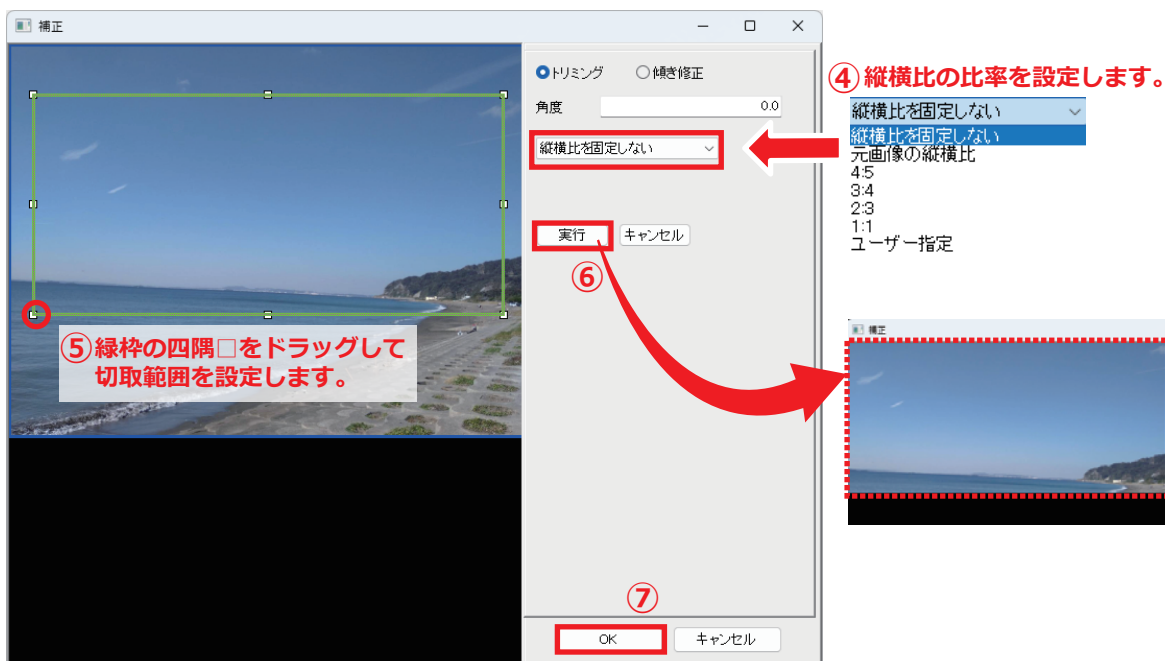 補正
トリミング
傾き修正
角度
0.0
縦横比を固定しない
実行
キャンセル
⑥
⑤緑枠の四隅□をドラッグして
切取範囲を設定します。
⑦
OK
キャンセル
④縦横比の比率を設定します。
縦横比を固定しない
縦横比を固定しない
元画像の縦横比
4:5
3:4
2:3
1:1
ユーザー指定
補正